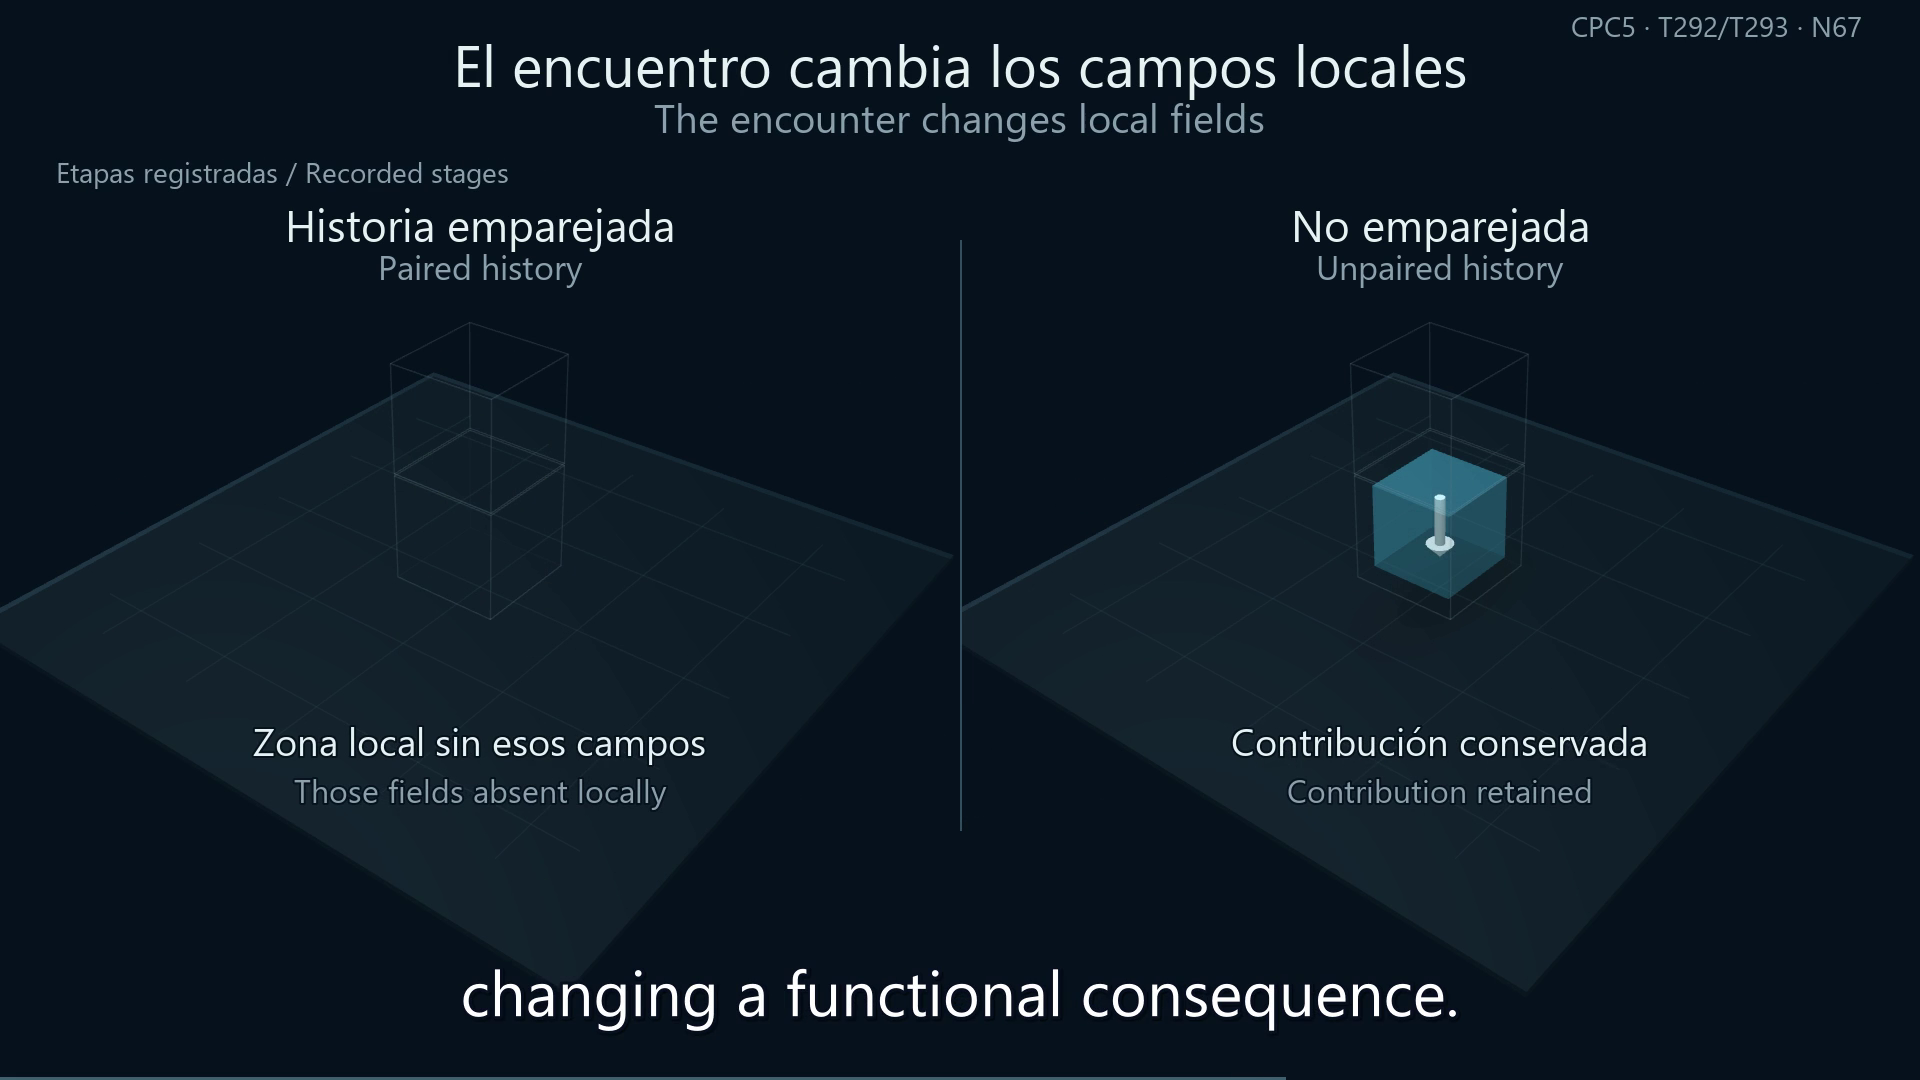 CPC5 · T292/T293 · N67
El encuentro cambia los campos locales
The encounter changes local fields
Etapas registradas / Recorded stages
Historia emparejada
Paired history
No emparejada
Unpaired history
Zona local sin esos campos
Those fields absent locally
Contribución conservada
Contribution retained
changing a functional consequence.